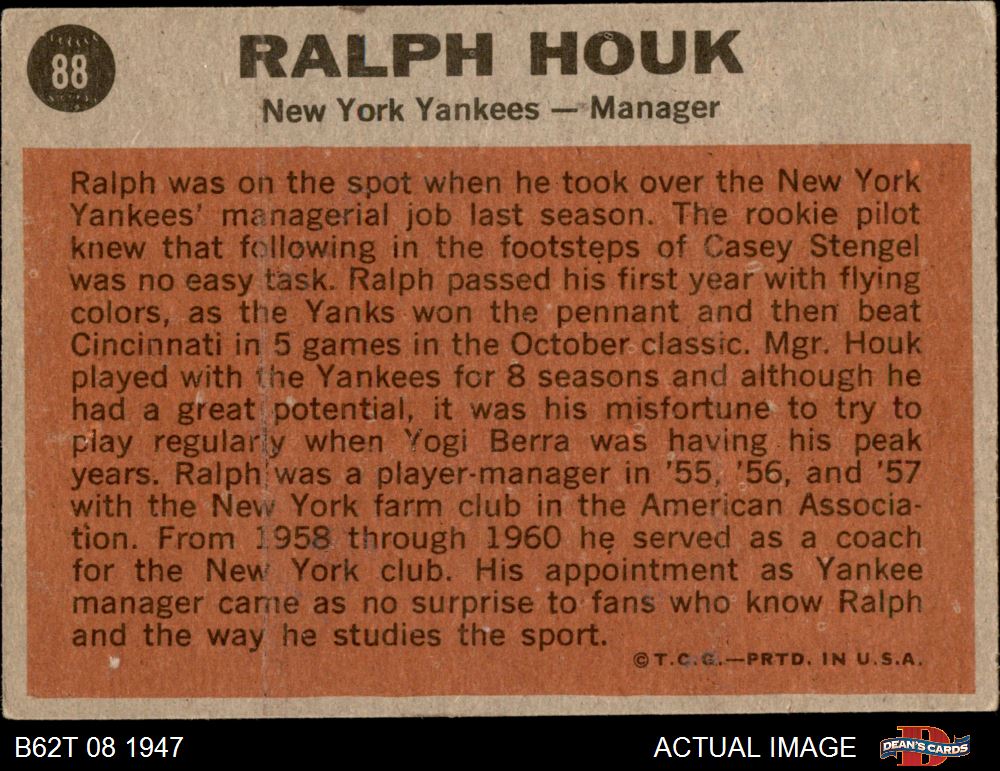 88
RALPH HOUK
New York Yankees — Manager
Ralph was on the spot when he took over the New York
Yankees' managerial job last season. The rookie pilot
knew that following in the footsteps of Casey Stengel
was no easy task. Ralph passed his first year with flying
colors, as the Yanks won the pennant and then beat
Cincinnati in 5 games in the October classic. Mgr. Houk
played with the Yankees for 8 seasons and although he
had a great potential, it was his misfortune to try to
play regularly when Yogi Berra was having his peak
years. Ralph was a player-manager in '55, '56, and '57
with the New York farm club in the American Associa-
tion. From 1958 through 1960 he served as a coach
for the New York club. His appointment as Yankee
manager came as no surprise to fans who know Ralph
and the way he studies the sport.
©T.C.G.—PRTD. IN U.S.A.
B62T 08 1947
ACTUAL IMAGE
DEAN'S CARDS